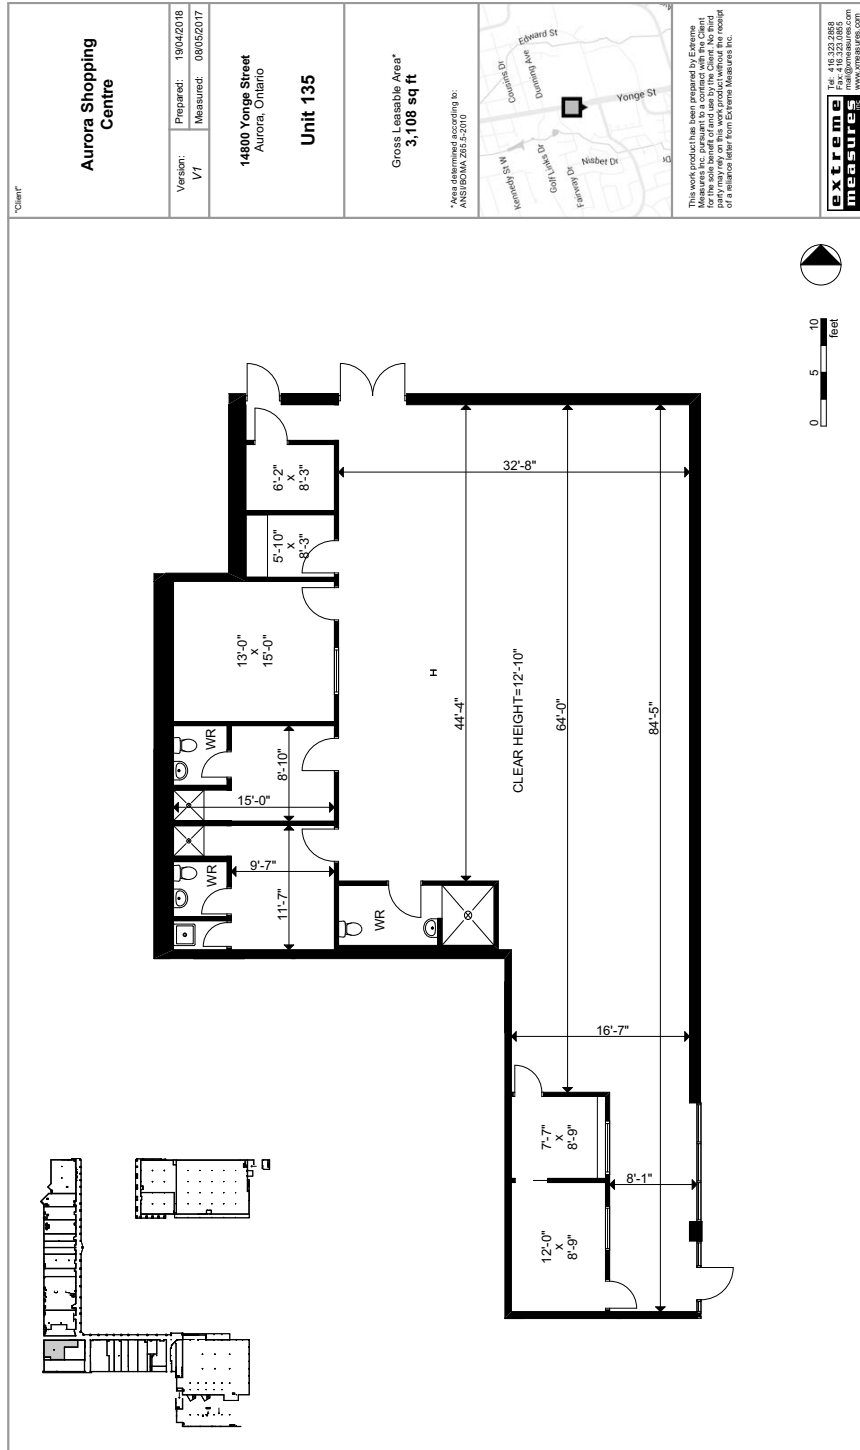 "Client"
Aurora Shopping
Centre
Version:
V1
Prepared: 19/04/2018
Measured: 08/05/2017
14800 Yonge Street
Aurora, Ontario
Unit 135
Gross Leasable Area*
3,108 sq ft
*Area determined according to:
ANSI/BOMA Z65.5-2010
Edward St
Cousins Dr
Dunning Ave
Yonge St
Kennedy St W
Golf Links Dr
Fairway Dr
Nisbet Dr
This work product has been prepared by Extreme
Measures Inc. pursuant to a contract with the Client
for the sole benefit of and use by the Client. No third
party may rely on this work product without the receipt
of a reliance letter from Extreme Measures Inc.
extreme
measures
Tel: 416.323.2858
Fax: 416.323.0855
mail@xmeasures.com
www.xmeasures.com
0 5 10
feet
6'-2"
x
8'-3"
5'-10"
x
8'-3"
13'-0"
x
15'-0"
WR
8'-10"
15'-0"
WR
9'-7"
11'-7"
WR
32'-8"
H
44'-4"
CLEAR HEIGHT=12'-10"
64'-0"
84'-5"
16'-7"
7'-7"
x
8'-9"
8'-1"
12'-0"
x
8'-9"